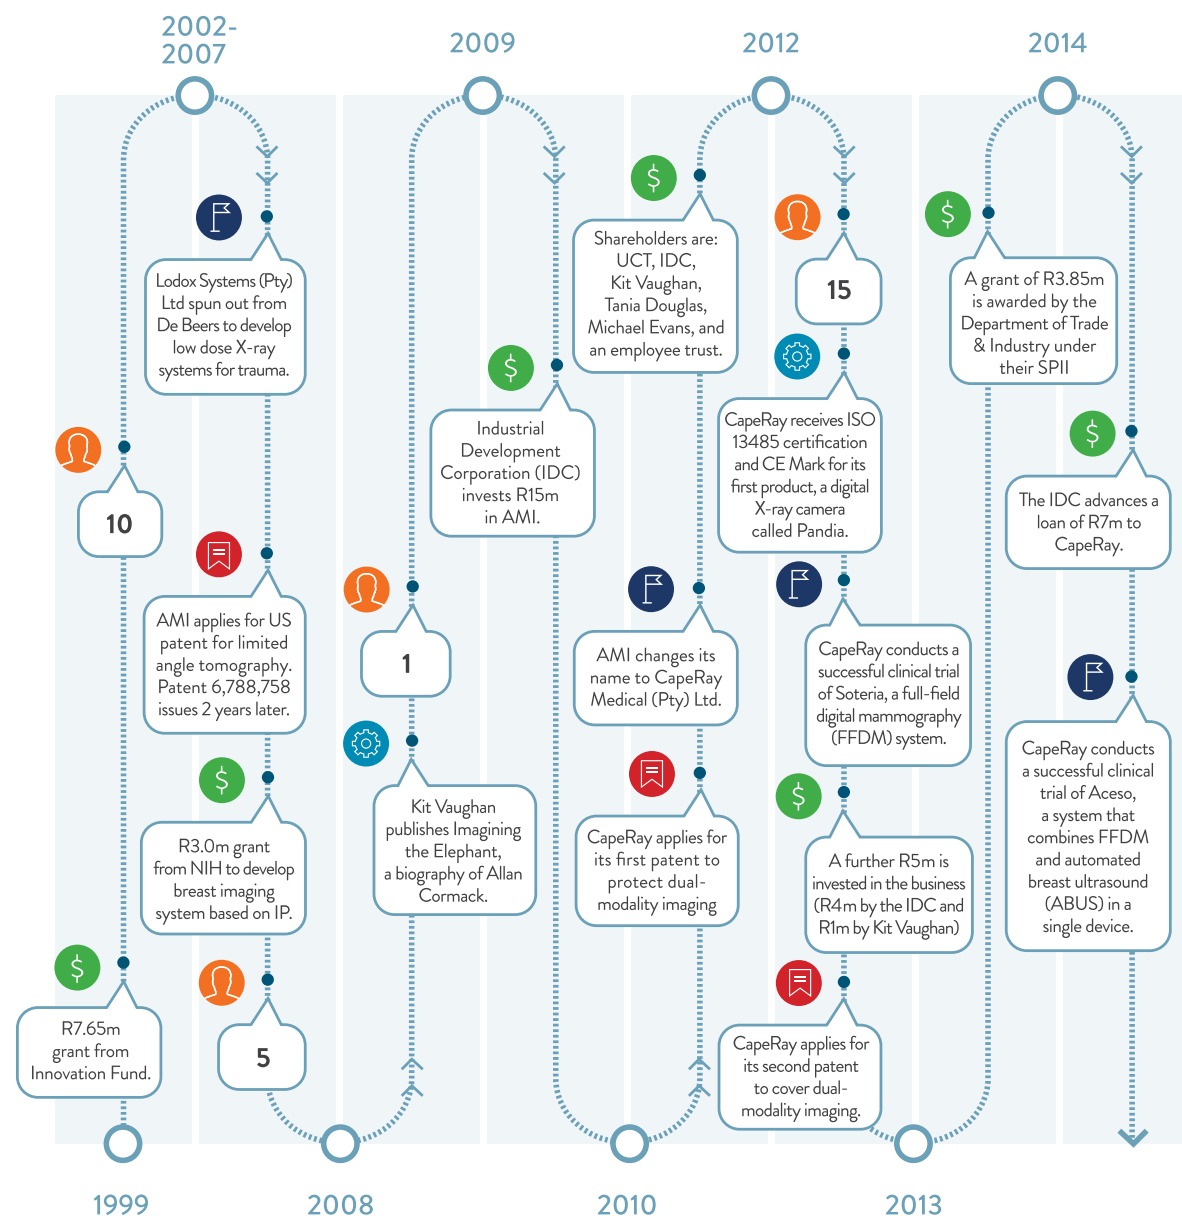 2002-
2007
2009
2012
2014
Lodox Systems (Pty)
Ltd spun out from
De Beers to develop
low dose X-ray
systems for trauma.
10
AMI applies for US
patent for limited
angle tomography.
Patent 6,788,758
issues 2 years later.
R3.0m grant
from NIH to develop
breast imaging
system based on IP.
R7.65m
grant from
Innovation Fund.
5
1
Kit Vaughan
publishes Imagining
the Elephant,
a biography of Allan
Cormack.
Industrial
Development
Corporation (IDC)
invests R15m
in AMI.
Shareholders are:
UCT, IDC,
Kit Vaughan,
Tania Douglas,
Michael Evans, and
an employee trust.
AMI changes its
name to CapeRay
Medical (Pty) Ltd.
CapeRay applies for
its first patent to
protect dual-
modality imaging
15
CapeRay receives ISO
13485 certification
and CE Mark for its
first product, a digital
X-ray camera
called Pandia.
CapeRay conducts a
successful clinical trial
of Soteria, a full-field
digital mammography
(FFDM) system.
A further R5m is
invested in the business
(R4m by the IDC and
R1m by Kit Vaughan)
CapeRay applies for
its second patent
to cover dual-
modality imaging.
A grant of R3.85m
is awarded by the
Department of Trade
& Industry under
their SPII
The IDC advances a
loan of R7m to
CapeRay.
CapeRay conducts
a successful clinical
trial of Aceso,
a system that
combines FFDM
and automated
breast ultrasound
(ABUS) in a
single device.
1999
2008
2010
2013